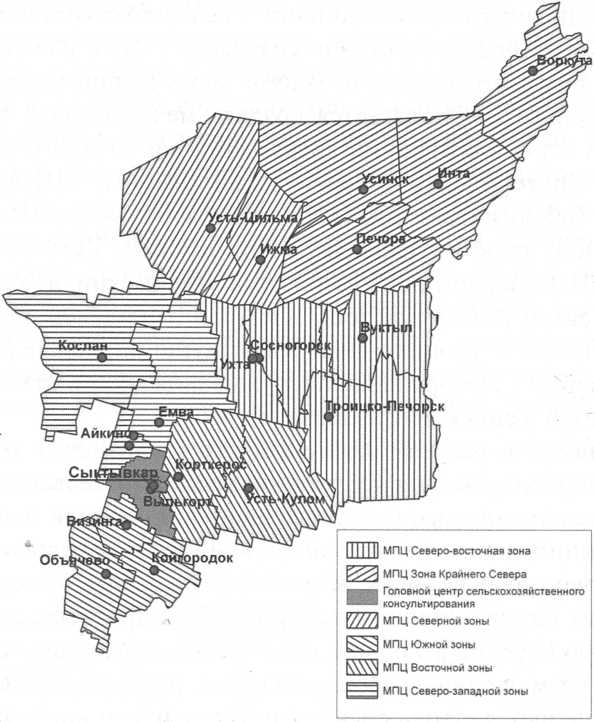 Воркута
Усинск
Инта
Усть-Цильма
Печора
Ижма
Вуктыл
Кослан
Сосногорск
Ухта
Троицко-Печорск
Емва
Айкино
Сыктывкар
Корткерос
Выльгорт
Усть-Кулом
Визинга
Объячево
Койгородок
МПЦ Северо-восточная зона
МПЦ Зона Крайнего Севера
Головной центр сельскохозяйственного
консультирования
МПЦ Северной зоны
МПЦ Южной зоны
МПЦ Восточной зоны
МПЦ Северо-западной зоны